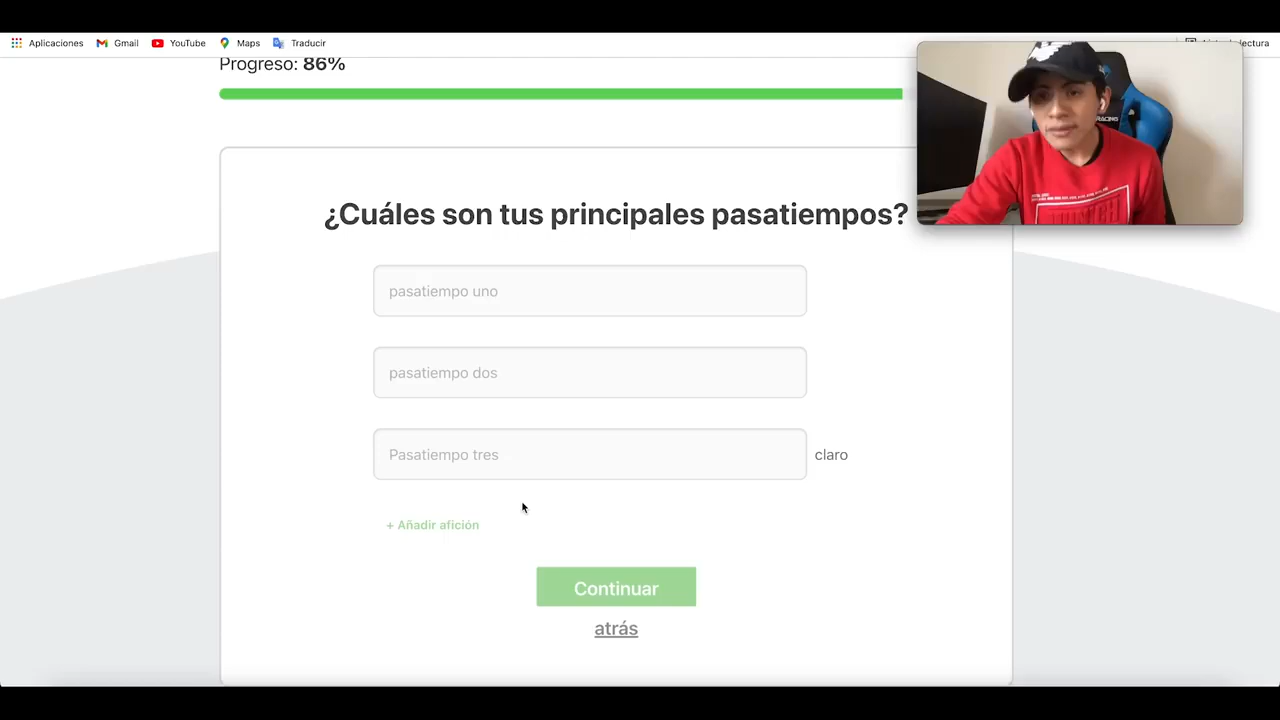 Aplicaciones Gmail YouTube Maps Traducir
Progreso: 86%
RACING
¿Cuáles son tus principales pasatiempos?
pasatiempo uno
pasatiempo dos
Pasatiempo tres claro
+ Añadir afición
Continuar
atrás